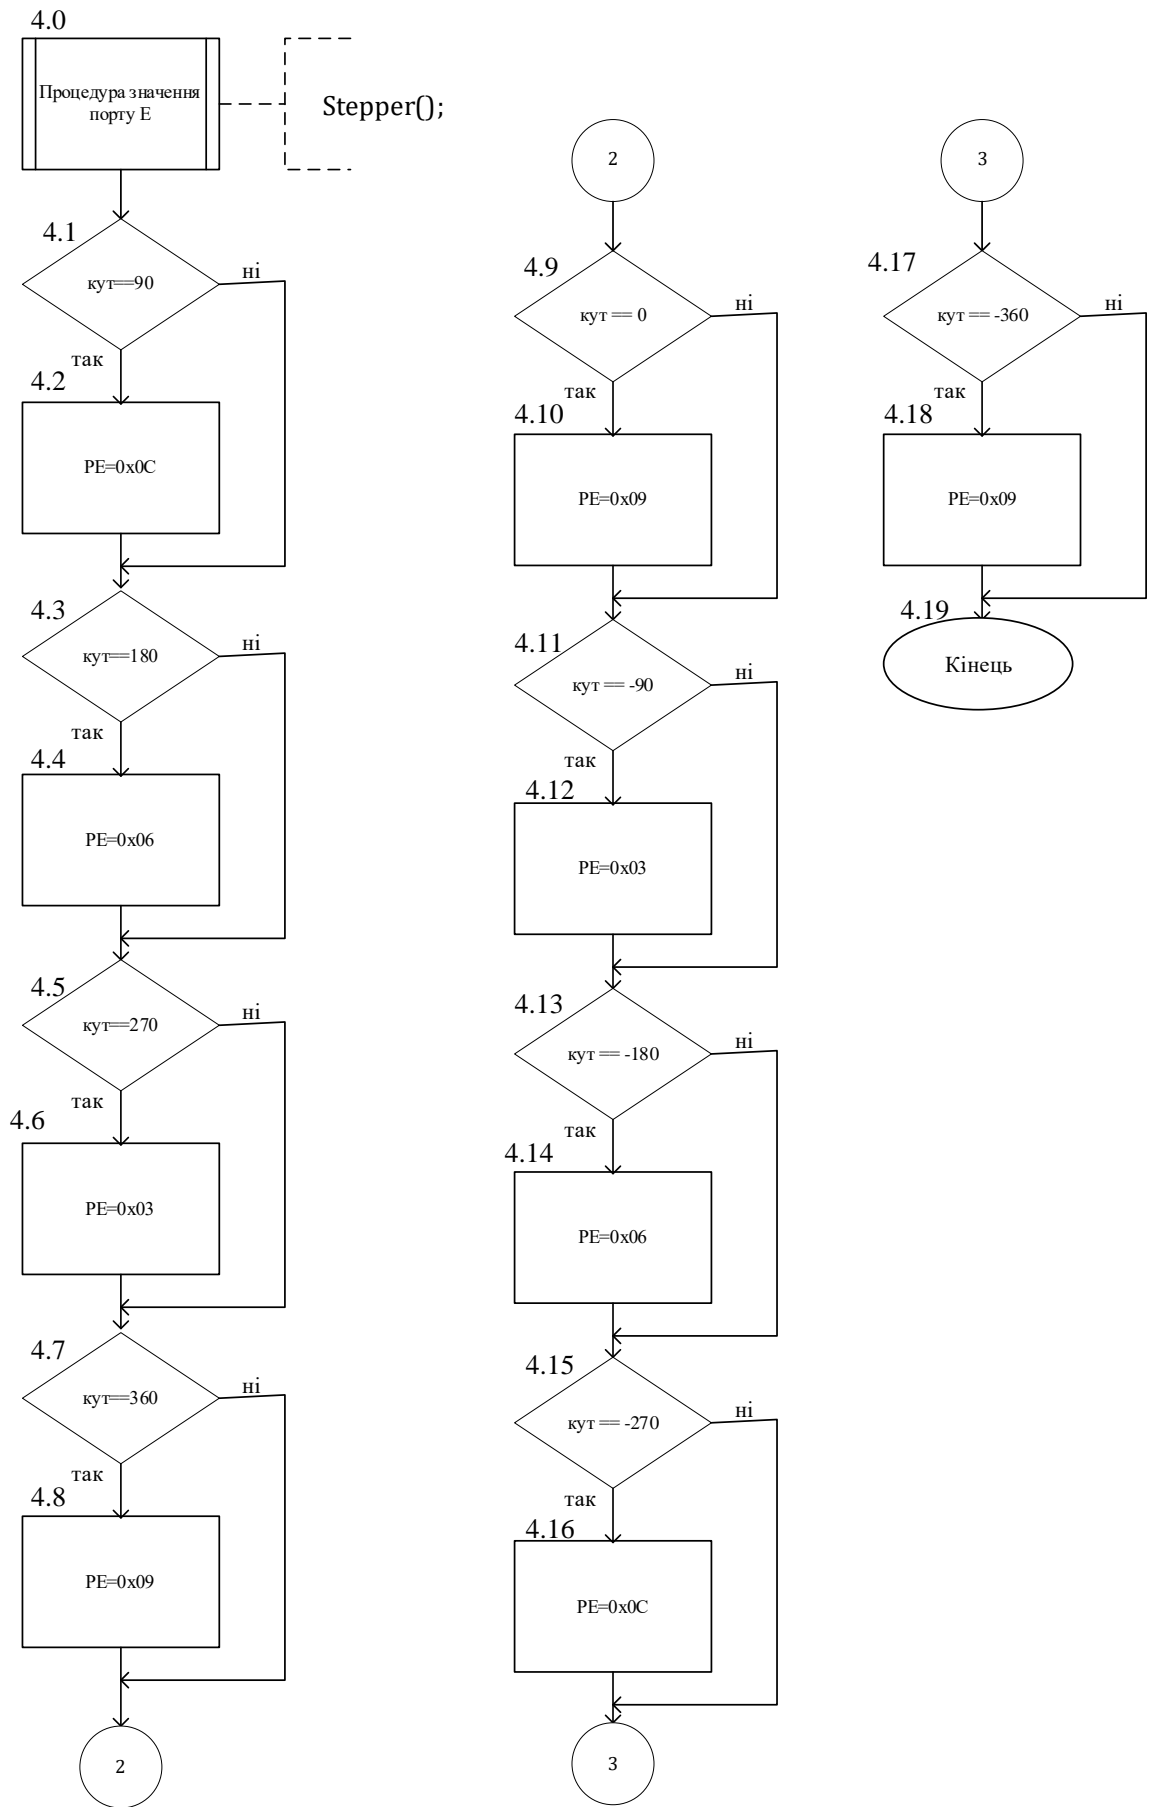 4.0
Процедура значення
порту Е
Stepper();
4.1
кут==90
ні
так
4.2
PE=0x0C
4.3
кут==180
ні
так
4.4
PE=0x06
4.5
кут==270
ні
так
4.6
PE=0x03
4.7
кут==360
ні
так
4.8
PE=0x09
2
2
4.9
кут == 0
ні
так
4.10
PE=0x09
4.11
кут == -90
ні
так
4.12
PE=0x03
4.13
кут == -180
ні
так
4.14
PE=0x06
4.15
кут == -270
ні
так
4.16
PE=0x0C
3
3
4.17
кут == -360
ні
так
4.18
PE=0x09
4.19
Кінець